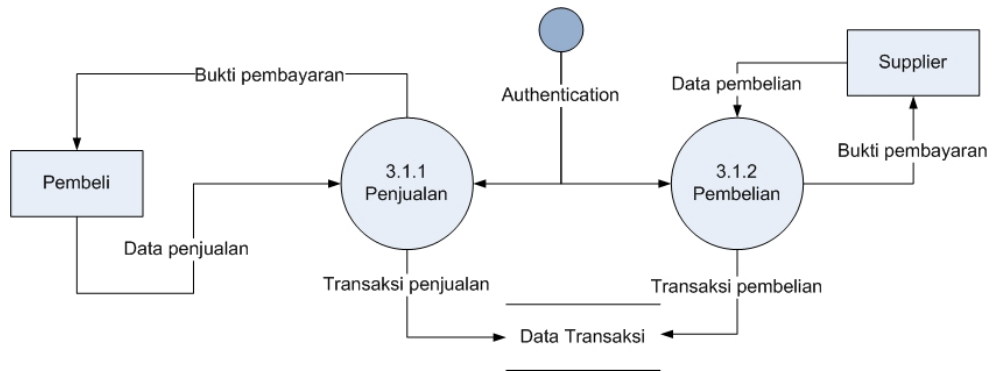 Bukti pembayaran
Authentication
Data pembelian
Supplier
Bukti pembayaran
Pembeli
3.1.1
Penjualan
3.1.2
Pembelian
Data penjualan
Transaksi penjualan
Transaksi pembelian
Data Transaksi